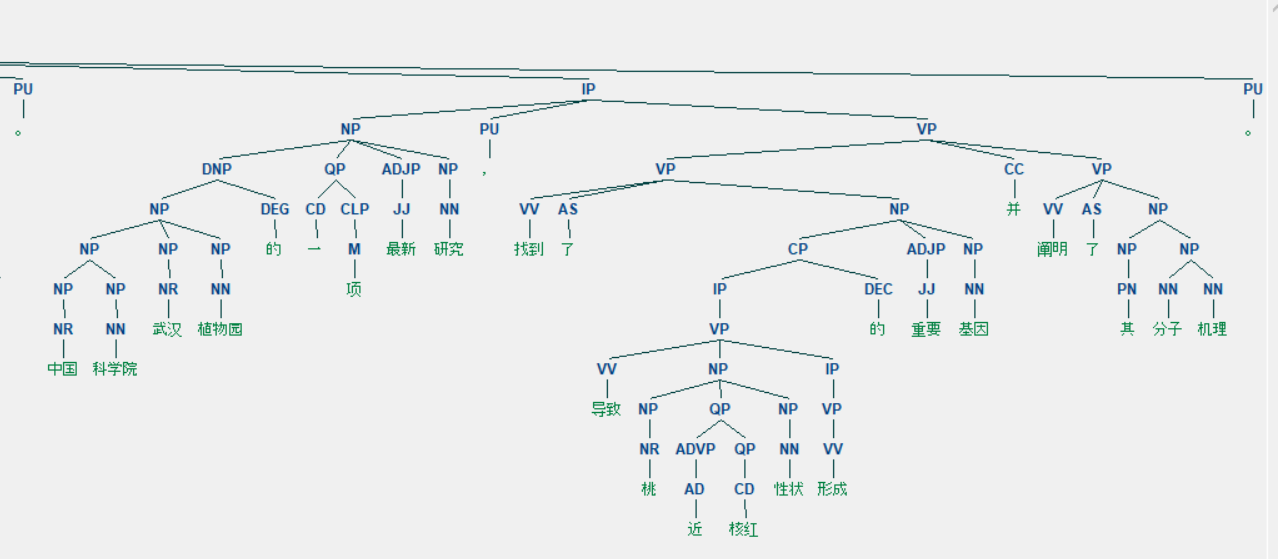 PU IP PU
。 NP PU VP 。
DNP QP ADJP NP , VP CC VP
NP DEG CD CLP JJ NN VV AS NP 并 VV AS NP
NP NP NP 的 一 M 最新 研究 找到 了 CP ADJP NP 阐明 了 NP NP
NP NP NR NN 项 IP DEC JJ NN PN NN NN
NR NN 武汉 植物园 VP 的 重要 基因 其 分子 机理
中国 科学院 VV NP IP
导致 NP QP NP VP
NR ADVP QP NN VV
桃 AD CD 性状 形成
近 核红